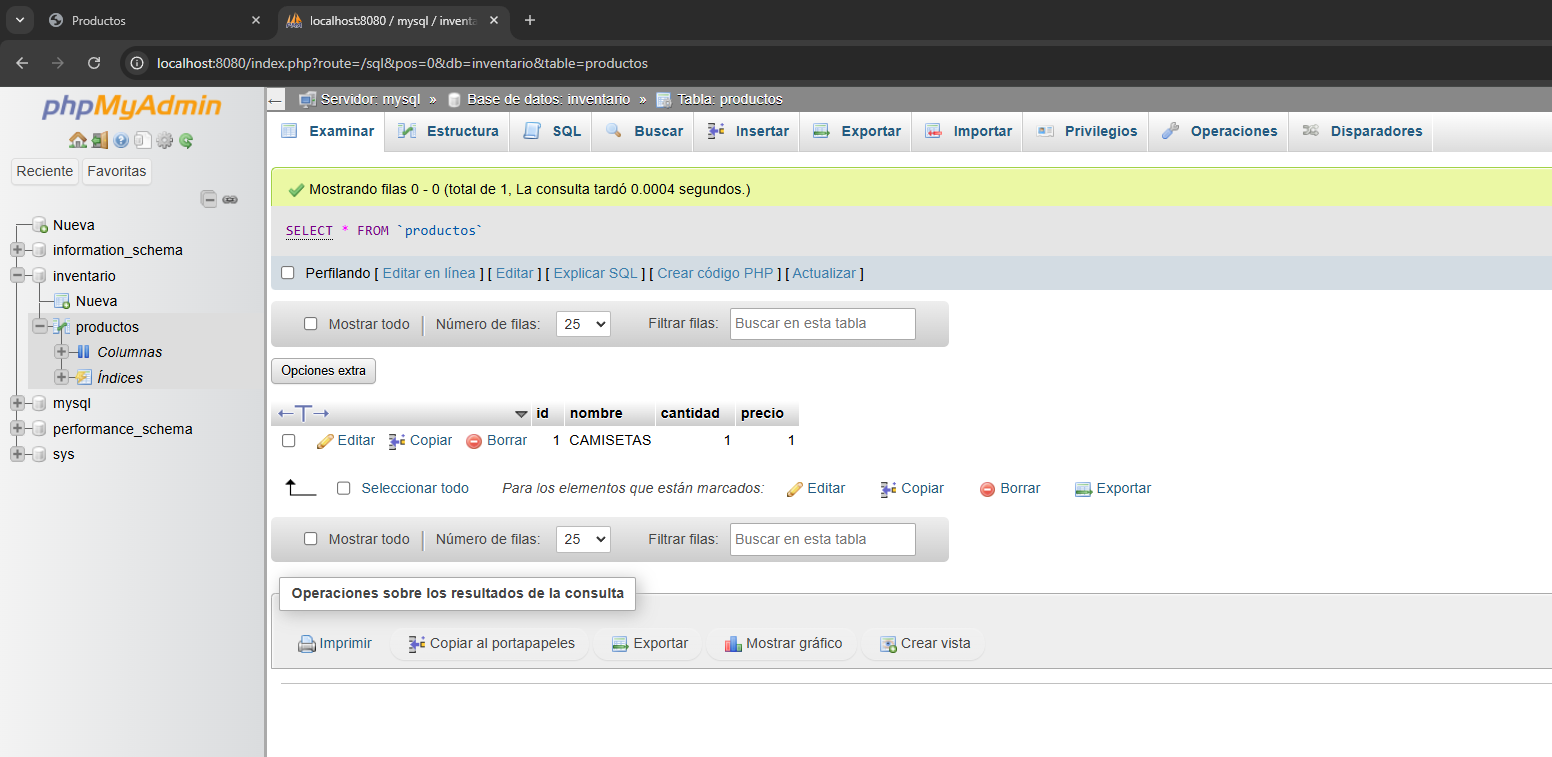 Productos
localhost:8080 / mysql / inventa
localhost:8080/index.php?route=/sql&pos=0&db=inventario&table=productos
phpMyAdmin
Reciente Favoritas
Nueva
information_schema
inventario
Nueva
productos
Columnas
Índices
mysql
performance_schema
sys
Servidor: mysql » Base de datos: inventario » Tabla: productos
Examinar Estructura SQL Buscar Insertar Exportar Importar Privilegios Operaciones Disparadores
Mostrando filas 0 - 0 (total de 1, La consulta tardó 0.0004 segundos.)
SELECT * FROM `productos`
Perfilando [ Editar en línea ] [ Editar ] [ Explicar SQL ] [ Crear código PHP ] [ Actualizar ]
Mostrar todo | Número de filas: 25 Filtrar filas: Buscar en esta tabla
Opciones extra
←T→ id nombre cantidad precio
Editar Copiar Borrar 1 CAMISETAS 1 1
Seleccionar todo Para los elementos que están marcados: Editar Copiar Borrar Exportar
Mostrar todo | Número de filas: 25 Filtrar filas: Buscar en esta tabla
Operaciones sobre los resultados de la consulta
Imprimir Copiar al portapapeles Exportar Mostrar gráfico Crear vista